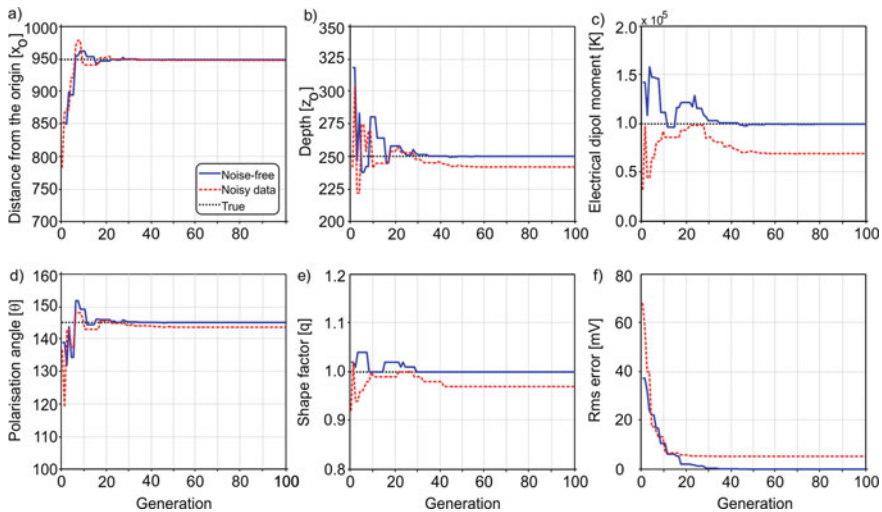 a)
Distance from the origin [xo]
1000
950
900
850
800
750
700
0 20 40 60 80 100
Noise-free
Noisy data
True
b)
Depth [zo]
350
325
300
275
250
225
200
0 20 40 60 80 100
c)
x 10⁵
Electrical dipol moment [K]
2.0
1.5
1.0
0.5
0.0
0 20 40 60 80 100
d)
Polarisation angle [θ]
160
150
140
130
120
110
100
0 20 40 60 80 100
Generation
e)
Shape factor [q]
1.2
1.1
1.0
0.9
0.8
0 20 40 60 80 100
Generation
f)
Rms error [mV]
80
60
40
20
0
0 20 40 60 80 100
Generation